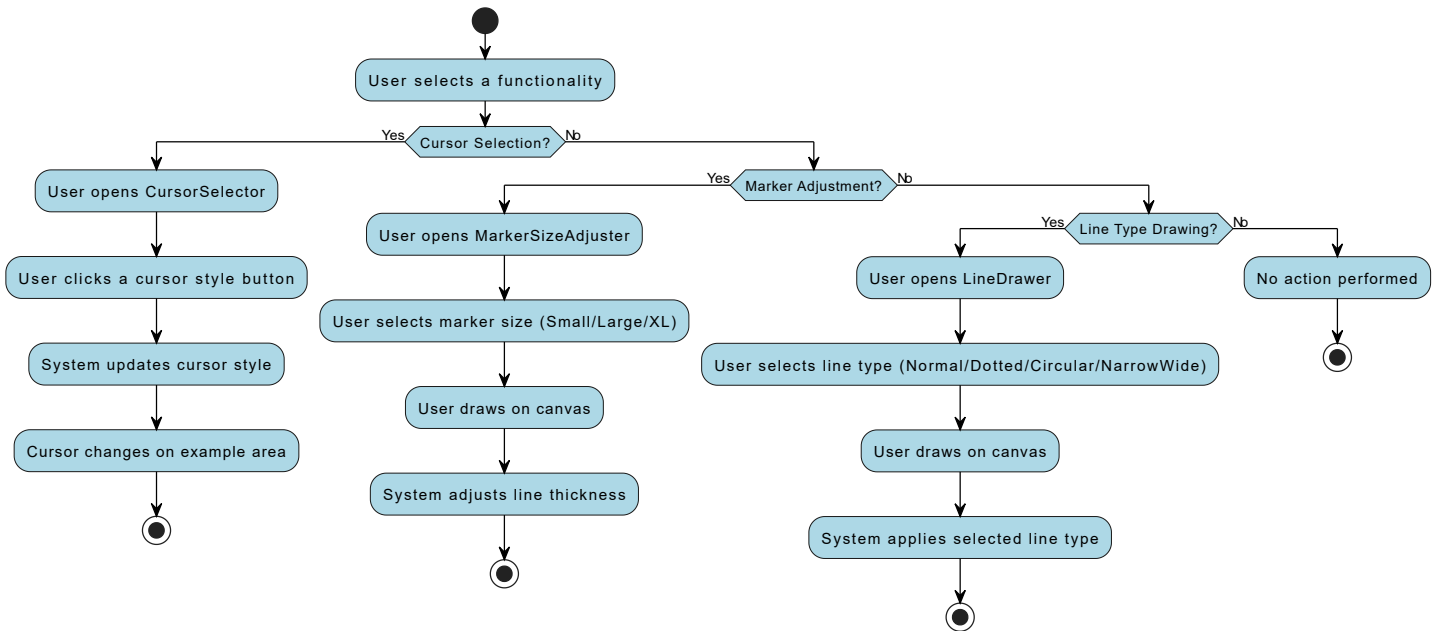 User selects a functionality
Yes
Cursor Selection?
No
User opens CursorSelector
User clicks a cursor style button
System updates cursor style
Cursor changes on example area
Yes
Marker Adjustment?
No
User opens MarkerSizeAdjuster
User selects marker size (Small/Large/XL)
User draws on canvas
System adjusts line thickness
Yes
Line Type Drawing?
No
User opens LineDrawer
User selects line type (Normal/Dotted/Circular/NarrowWide)
User draws on canvas
System applies selected line type
No action performed